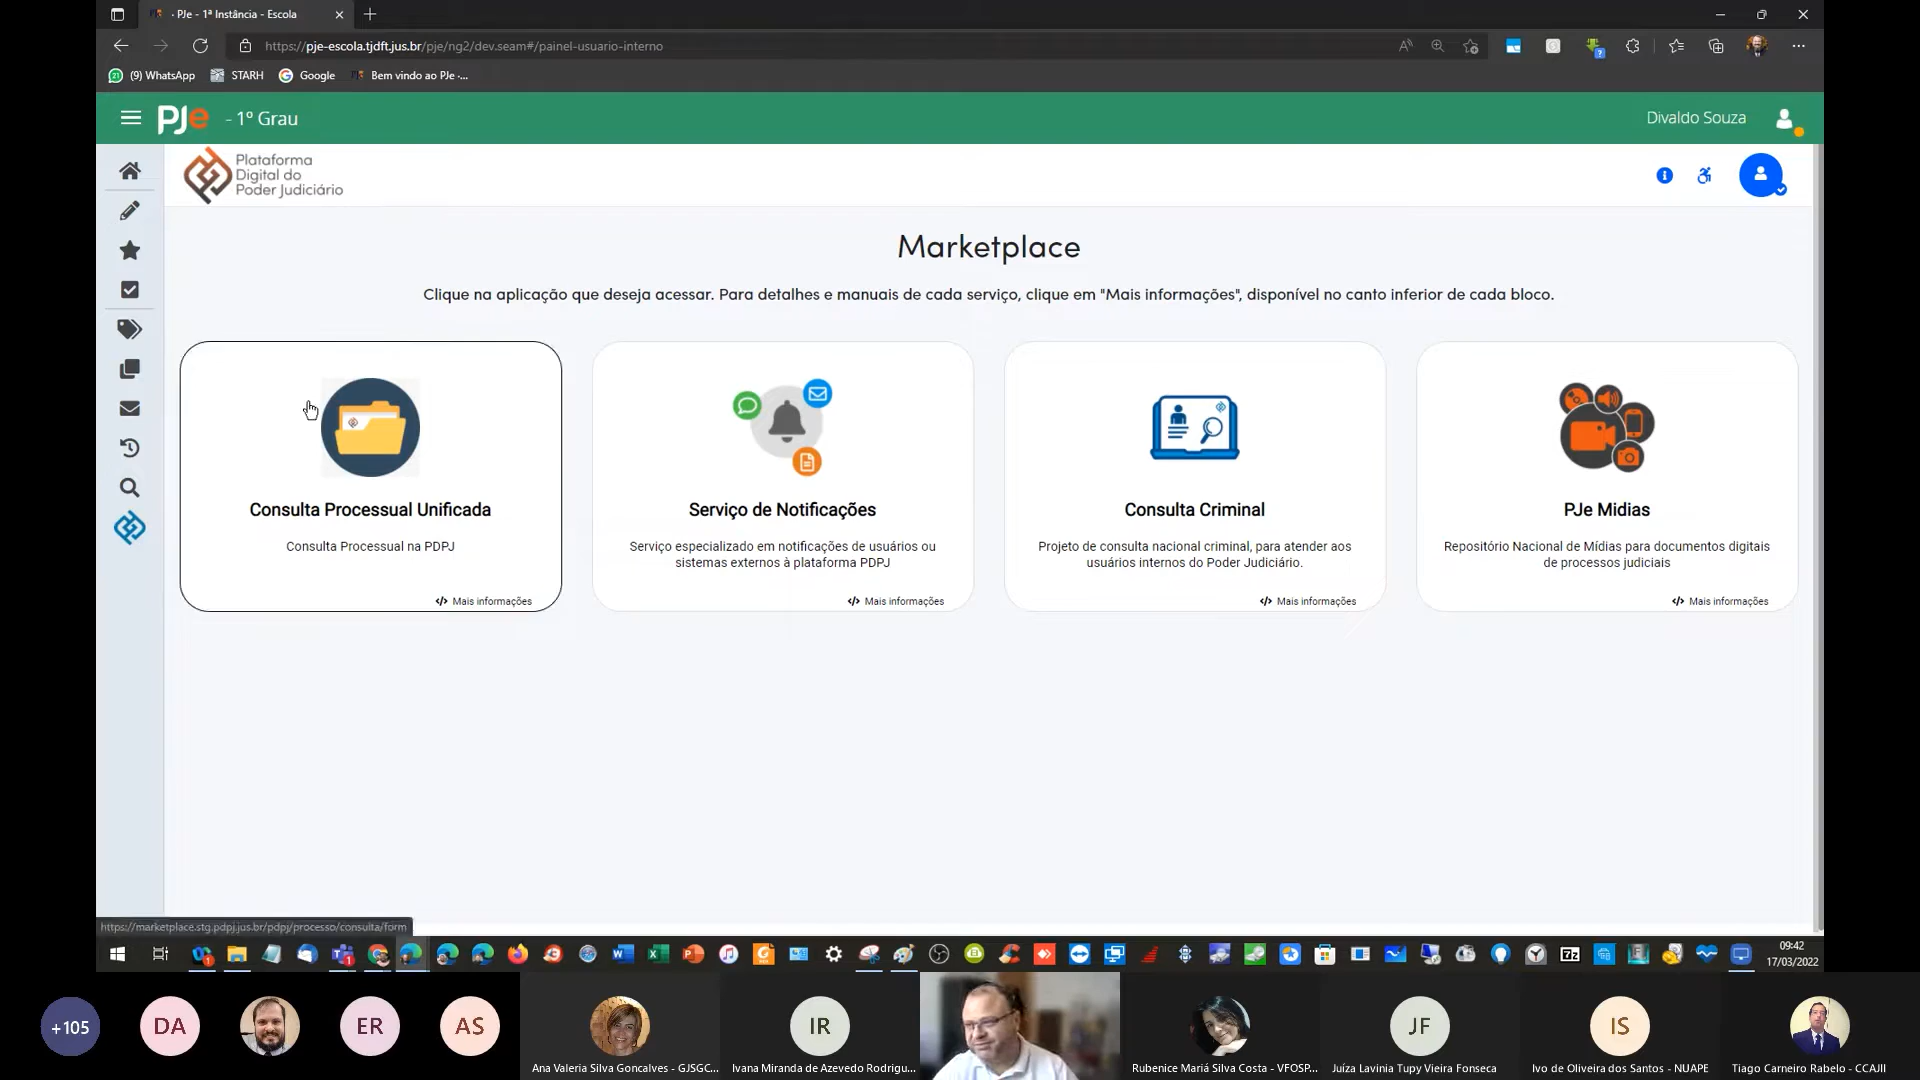 · PJe - 1ª Instância - Escola
https://pje-escola.tjdft.jus.br/pje/ng2/dev.seam#/painel-usuario-interno
(9) WhatsApp
STARH
Google
Bem vindo ao PJe -...
PJe - 1º Grau
Divaldo Souza
Plataforma
Digital do
Poder Judiciário
Marketplace
Clique na aplicação que deseja acessar. Para detalhes e manuais de cada serviço, clique em "Mais informações", disponível no canto inferior de cada bloco.
Consulta Processual Unificada
Consulta Processual na PDPJ
</> Mais informações
Serviço de Notificações
Serviço especializado em notificações de usuários ou
sistemas externos à plataforma PDPJ
</> Mais informações
Consulta Criminal
Projeto de consulta nacional criminal, para atender aos
usuários internos do Poder Judiciário.
</> Mais informações
PJe Midias
Repositório Nacional de Mídias para documentos digitais
de processos judiciais
</> Mais informações
https://marketplace.stg.pdpj.jus.br/pdpj/processo/consulta/form
09:42
17/03/2022
+105
DA
ER
AS
Ana Valeria Silva Goncalves - GJSGC...
IR
Ivana Miranda de Azevedo Rodrigu...
Rubenice Mariá Silva Costa - VFOSP...
JF
Juíza Lavinia Tupy Vieira Fonseca
IS
Ivo de Oliveira dos Santos - NUAPE
Tiago Carneiro Rabelo - CCAJII